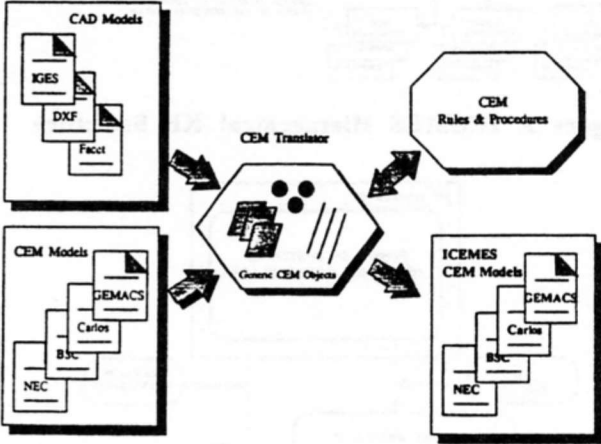 CAD Models
IGES
DXF
Facet
CEM
Rules & Procedures
CEM Translator
Generic CEM Objects
CEM Models
GEMACS
Carlos
BSC
NEC
ICEMES
CEM Models
GEMACS
Carlos
BSC
NEC